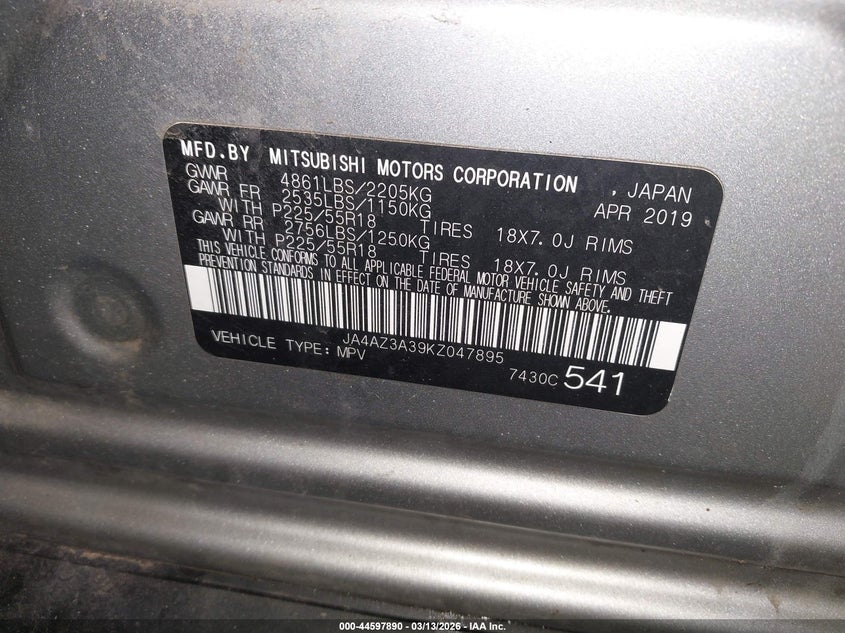 MFD.BY MITSUBISHI MOTORS CORPORATION , JAPAN
GVWR 4861LBS/2205KG APR 2019
GAWR FR 2535LBS/1150KG
WITH P225/55R18 TIRES 18X7.0J RIMS
GAWR RR 2756LBS/1250KG
WITH P225/55R18 TIRES 18X7.0J RIMS
THIS VEHICLE CONFORMS TO ALL APPLICABLE FEDERAL MOTOR VEHICLE SAFETY AND THEFT
PREVENTION STANDARDS IN EFFECT ON THE DATE OF MANUFACTURE SHOWN ABOVE.
JA4AZ3A39KZ047895
VEHICLE TYPE:MPV 7430C 541
000-44597890 — 03/13/2026 — IAA Inc.